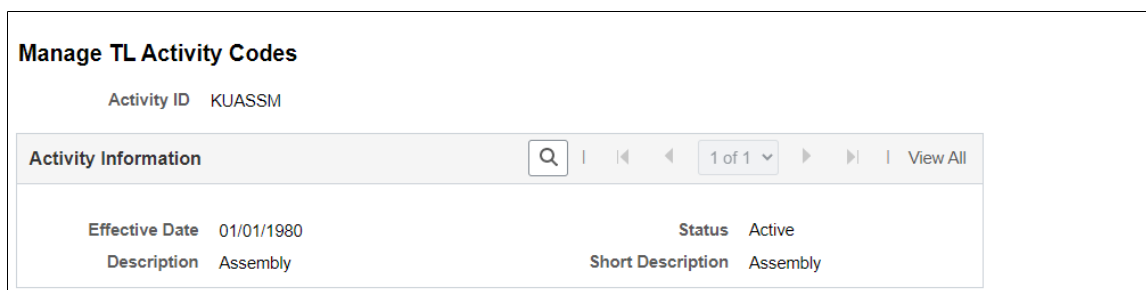 Manage TL Activity Codes
Activity ID KUASSM
Activity Information 1 of 1 View All
Effective Date 01/01/1980 Status Active
Description Assembly Short Description Assembly